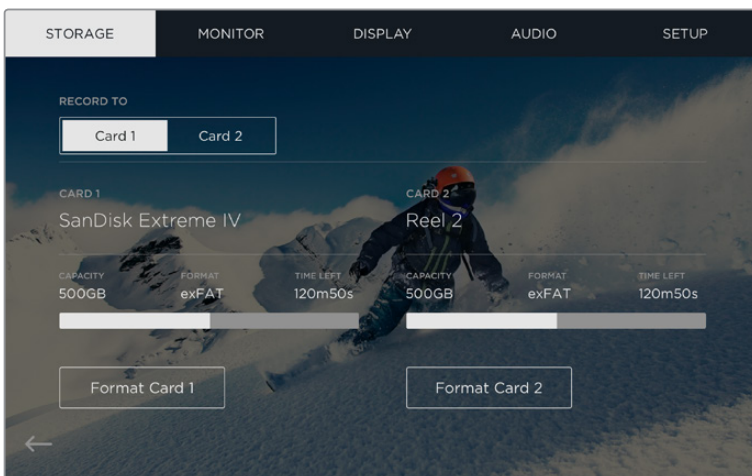 STORAGE MONITOR DISPLAY AUDIO SETUP
RECORD TO
Card 1 Card 2
CARD 1 CARD 2
SanDisk Extreme IV Reel 2
CAPACITY FORMAT TIME LEFT CAPACITY FORMAT TIME LEFT
500GB exFAT 120m50s 500GB exFAT 120m50s
Format Card 1 Format Card 2